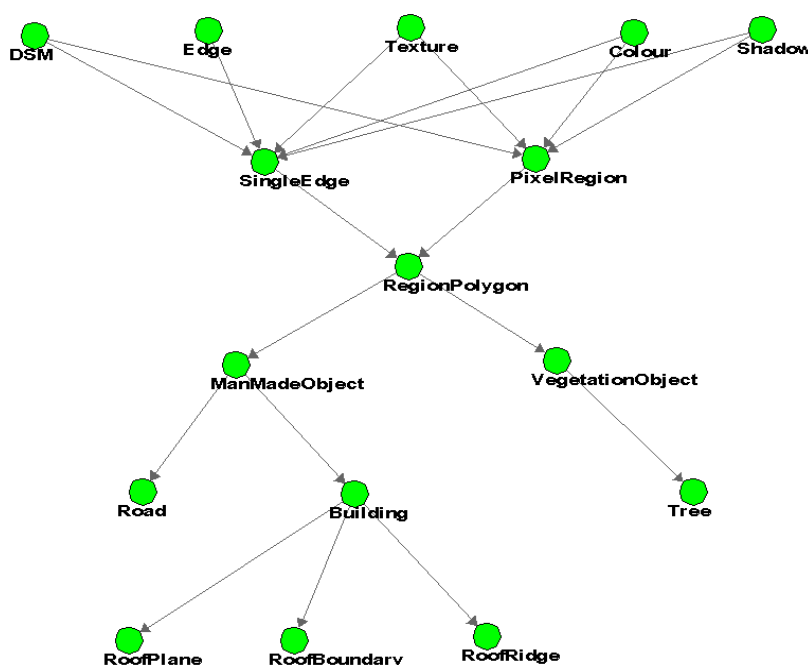 DSM
Edge
Texture
Colour
Shadow
SingleEdge
PixelRegion
RegionPolygon
ManMadeObject
VegetationObject
Road
Building
Tree
RoofPlane
RoofBoundary
RoofRidge